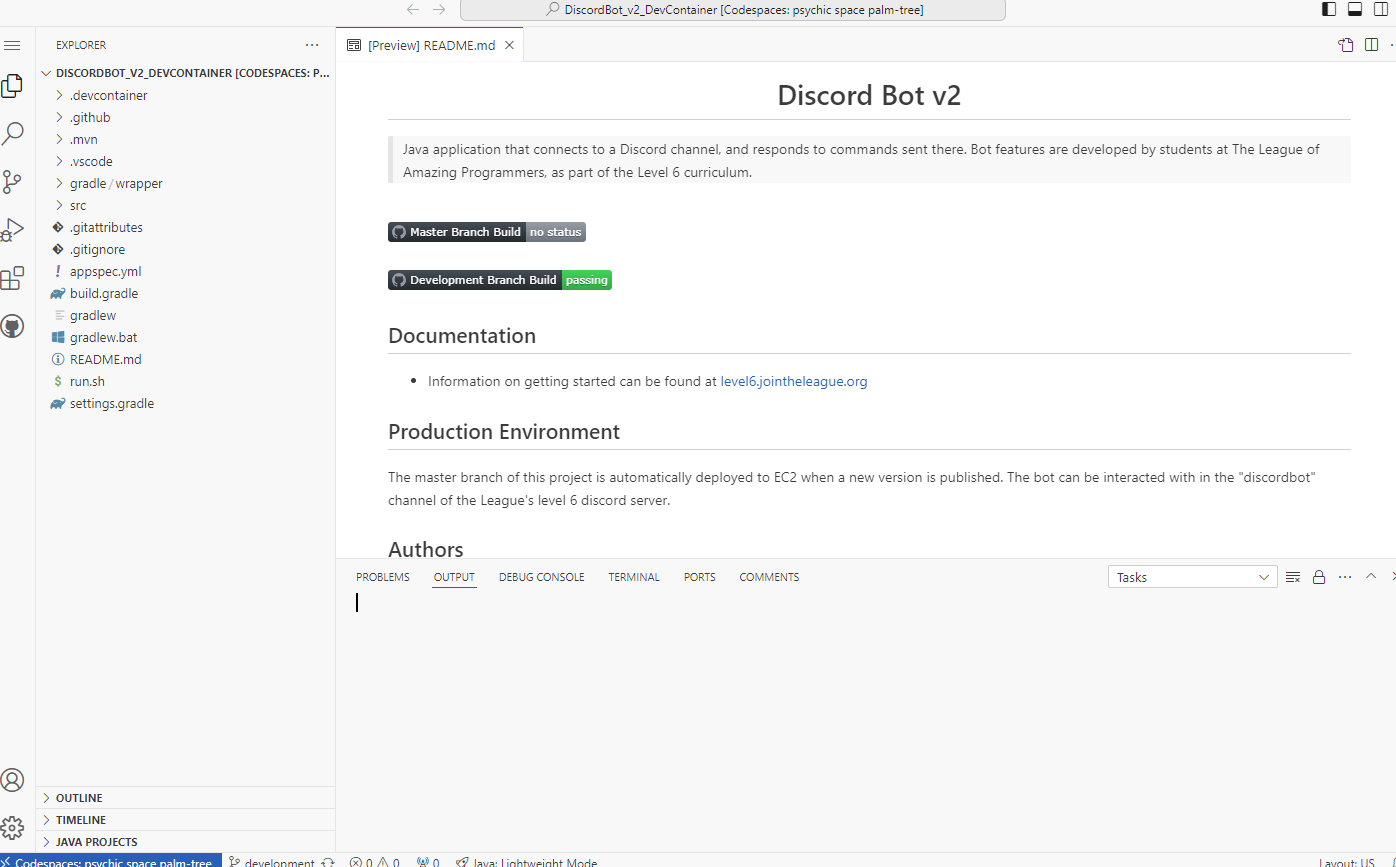 DiscordBot_v2_DevContainer [Codespaces: psychic space palm-tree]
EXPLORER
[Preview] README.md
DISCORDBOT_V2_DEVCONTAINER [CODESPACES: P...
.devcontainer
.github
.mvn
.vscode
gradle / wrapper
src
.gitattributes
.gitignore
! appspec.yml
build.gradle
gradlew
gradlew.bat
README.md
$ run.sh
settings.gradle
OUTLINE
TIMELINE
JAVA PROJECTS
Discord Bot v2
Java application that connects to a Discord channel, and responds to commands sent there. Bot features are developed by students at The League of
Amazing Programmers, as part of the Level 6 curriculum.
Master Branch Build no status
Development Branch Build passing
Documentation
• Information on getting started can be found at level6.jointheleague.org
Production Environment
The master branch of this project is automatically deployed to EC2 when a new version is published. The bot can be interacted with in the "discordbot"
channel of the League's level 6 discord server.
Authors
PROBLEMS OUTPUT DEBUG CONSOLE TERMINAL PORTS COMMENTS
Tasks
Codespaces: psychic space palm-tree development 0 0 0 Java: Lightweight Mode Layout: US